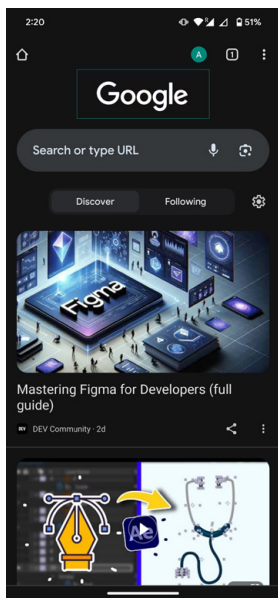 2:20
51%
A
1
Google
Search or type URL
Discover Following
Figma
Mastering Figma for Developers (full
guide)
DEV DEV Community · 2d
Ae